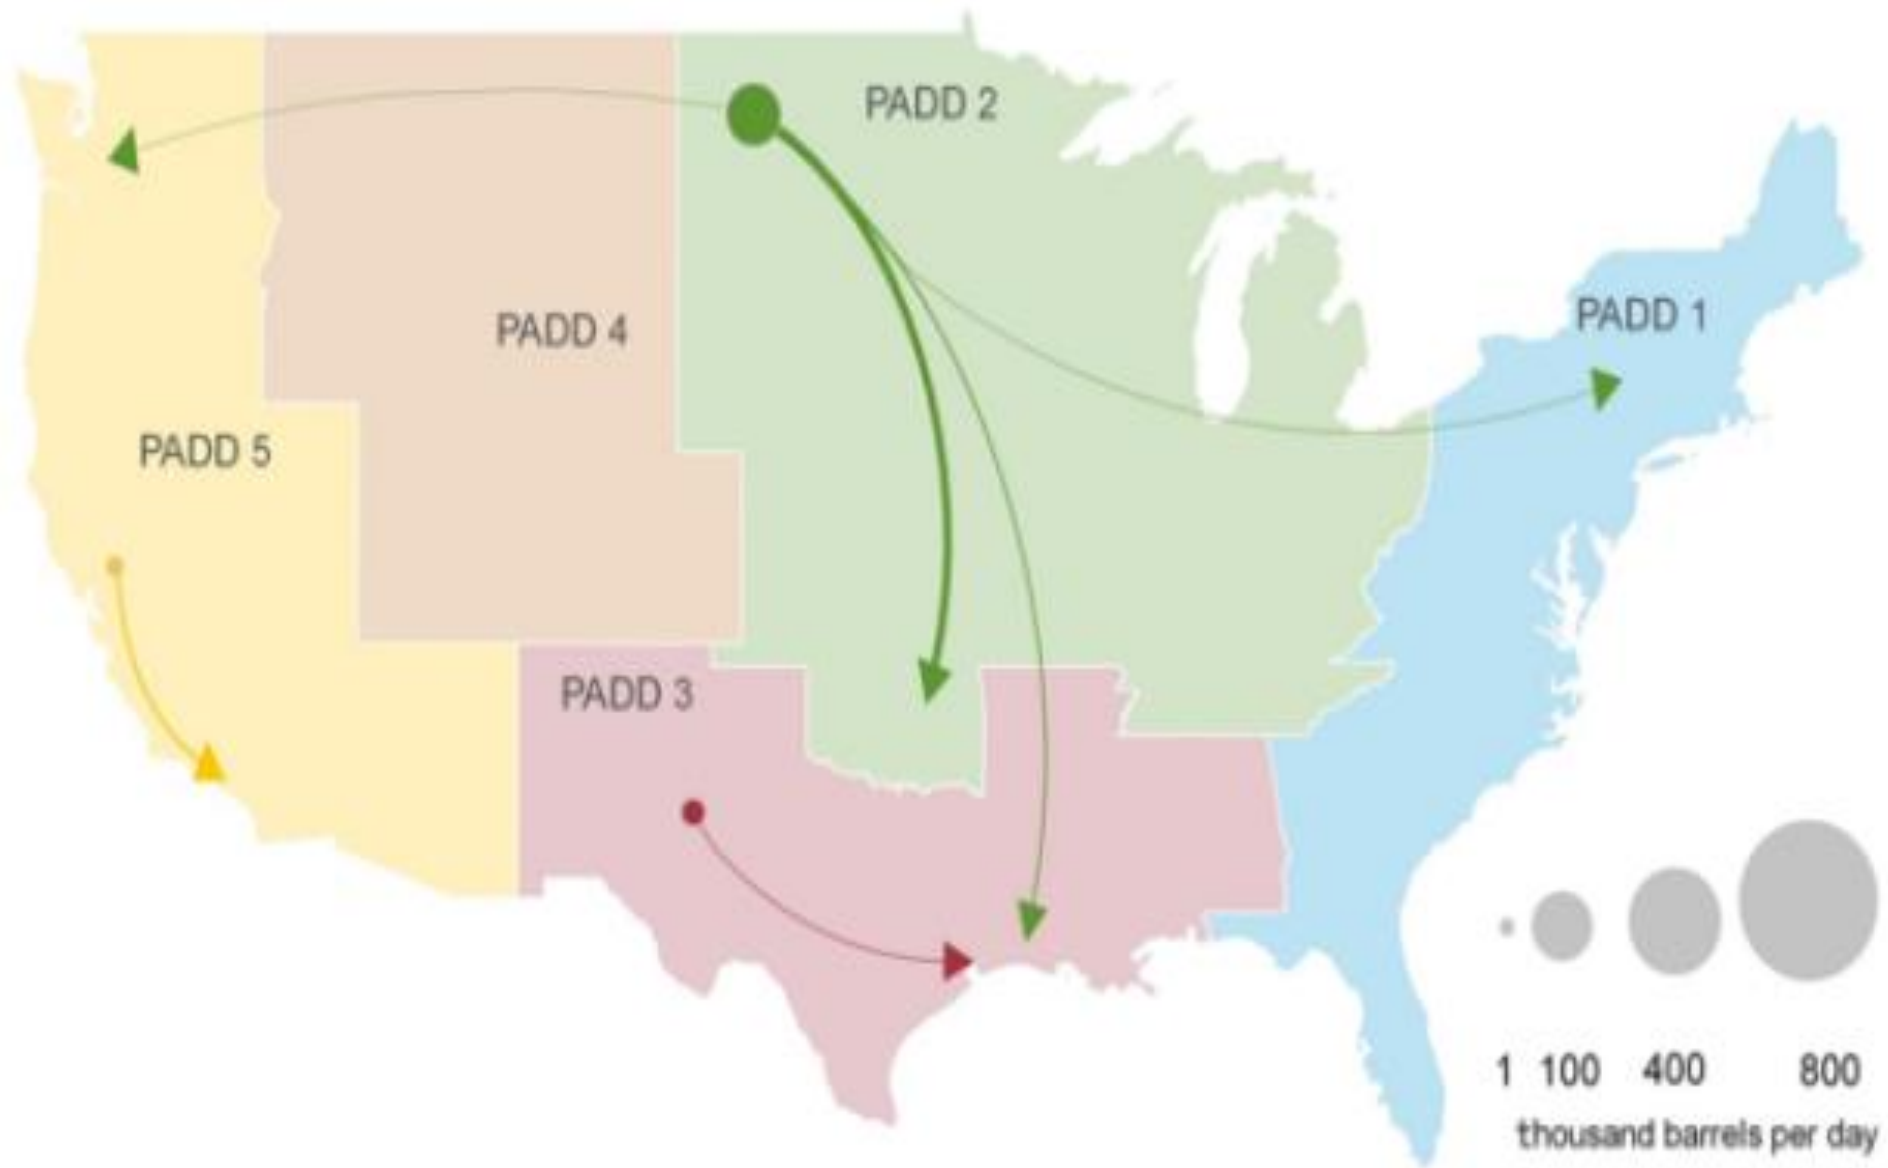 PADD 2
PADD 1
PADD 4
PADD 5
PADD 3
1 100 400 800
thousand barrels per day